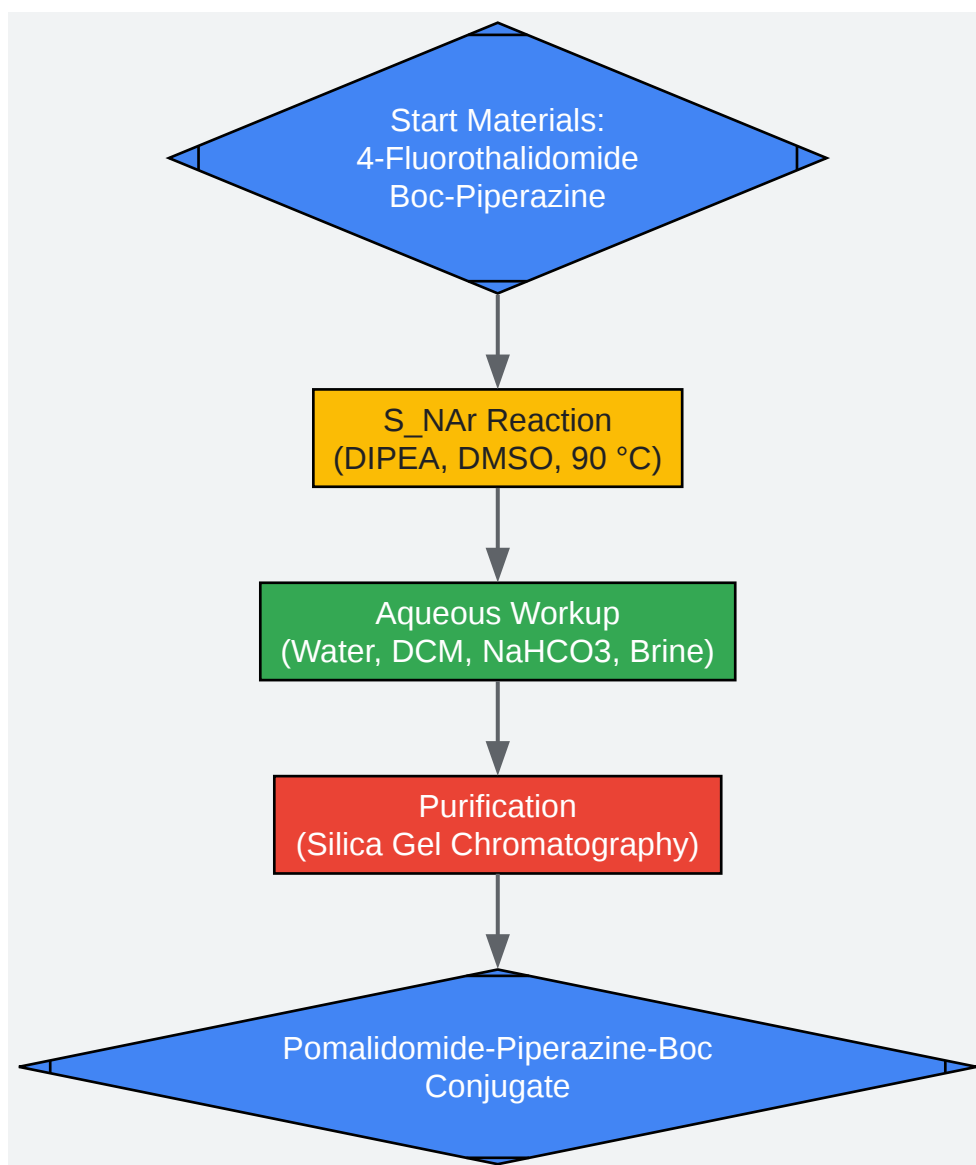 Start Materials:
4-Fluorothalidomide
Boc-Piperazine
S_NAr Reaction
(DIPEA, DMSO, 90 °C)
Aqueous Workup
(Water, DCM, NaHCO3, Brine)
Purification
(Silica Gel Chromatography)
Pomalidomide-Piperazine-Boc
Conjugate